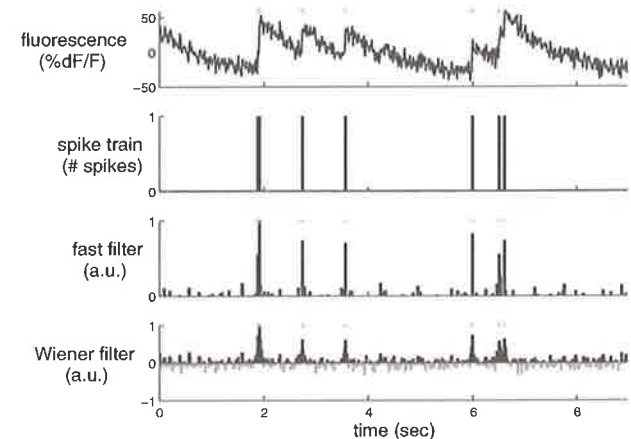 50
fluorescence
0
(%dF/F)
−50
1
spike train
(# spikes)
0
1
fast filter
(a.u.)
0
1
Wiener filter
0
(a.u.)
−1
0 2 4 6 8
time (sec)